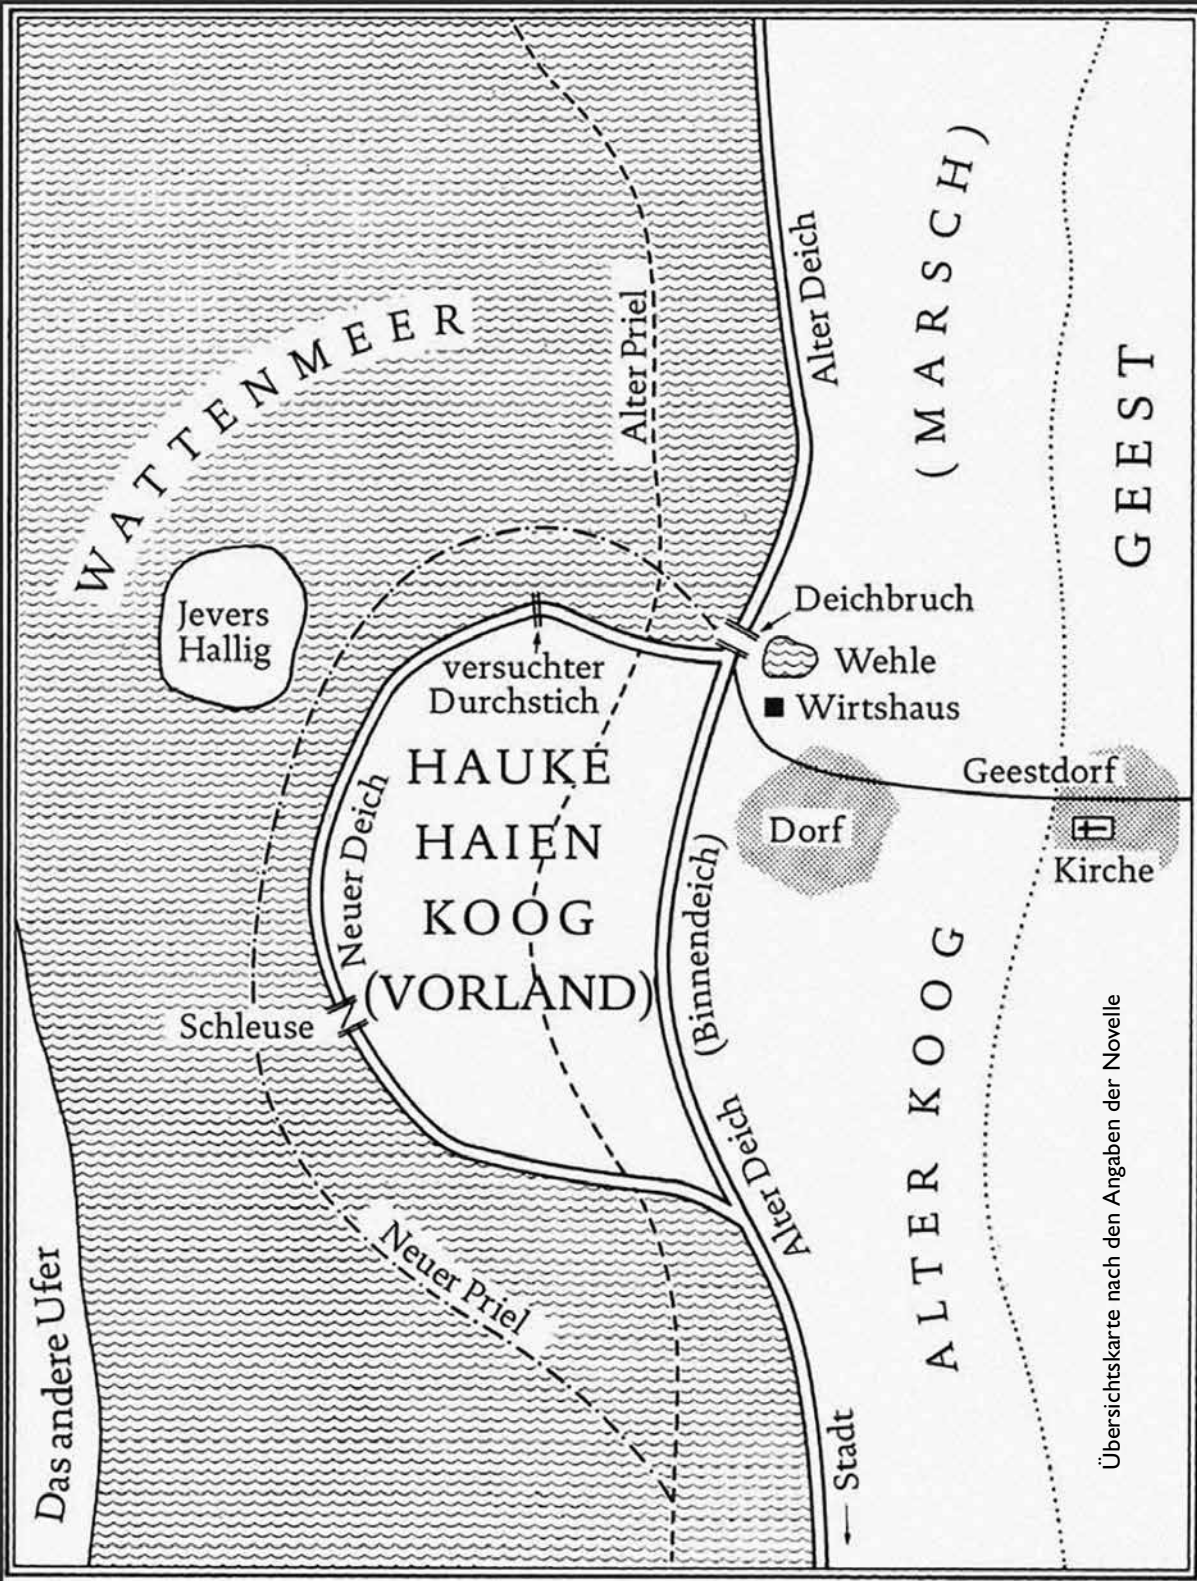 WATTENMEER
Alter Priel
Alter Deich
(MARSCH)
GEEST
Jevers
Hallig
versuchter
Durchstich
Deichbruch
Wehle
Wirtshaus
HAUKE
HAIEN
KOOG
(VORLAND)
Neuer Deich
Geestdorf
Dorf
Kirche
(Binnendeich)
Schleuse
Alter Deich
ALTER KOOG
Neuer Priel
Das andere Ufer
Stadt
Übersichtskarte nach den Angaben der Novelle